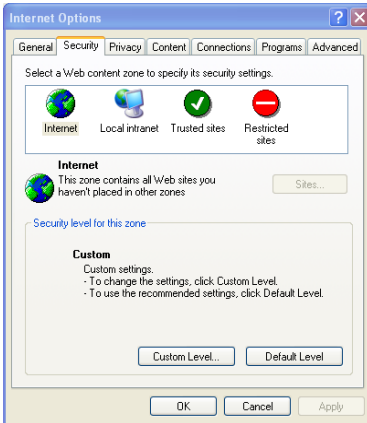 Internet Options
General Security Privacy Content Connections Programs Advanced
Select a Web content zone to specify its security settings.
Internet Local intranet Trusted sites Restricted
sites
Internet
This zone contains all Web sites you
haven't placed in other zones
Sites...
Security level for this zone
Custom
Custom settings.
- To change the settings, click Custom Level.
- To use the recommended settings, click Default Level.
Custom Level... Default Level
OK Cancel Apply